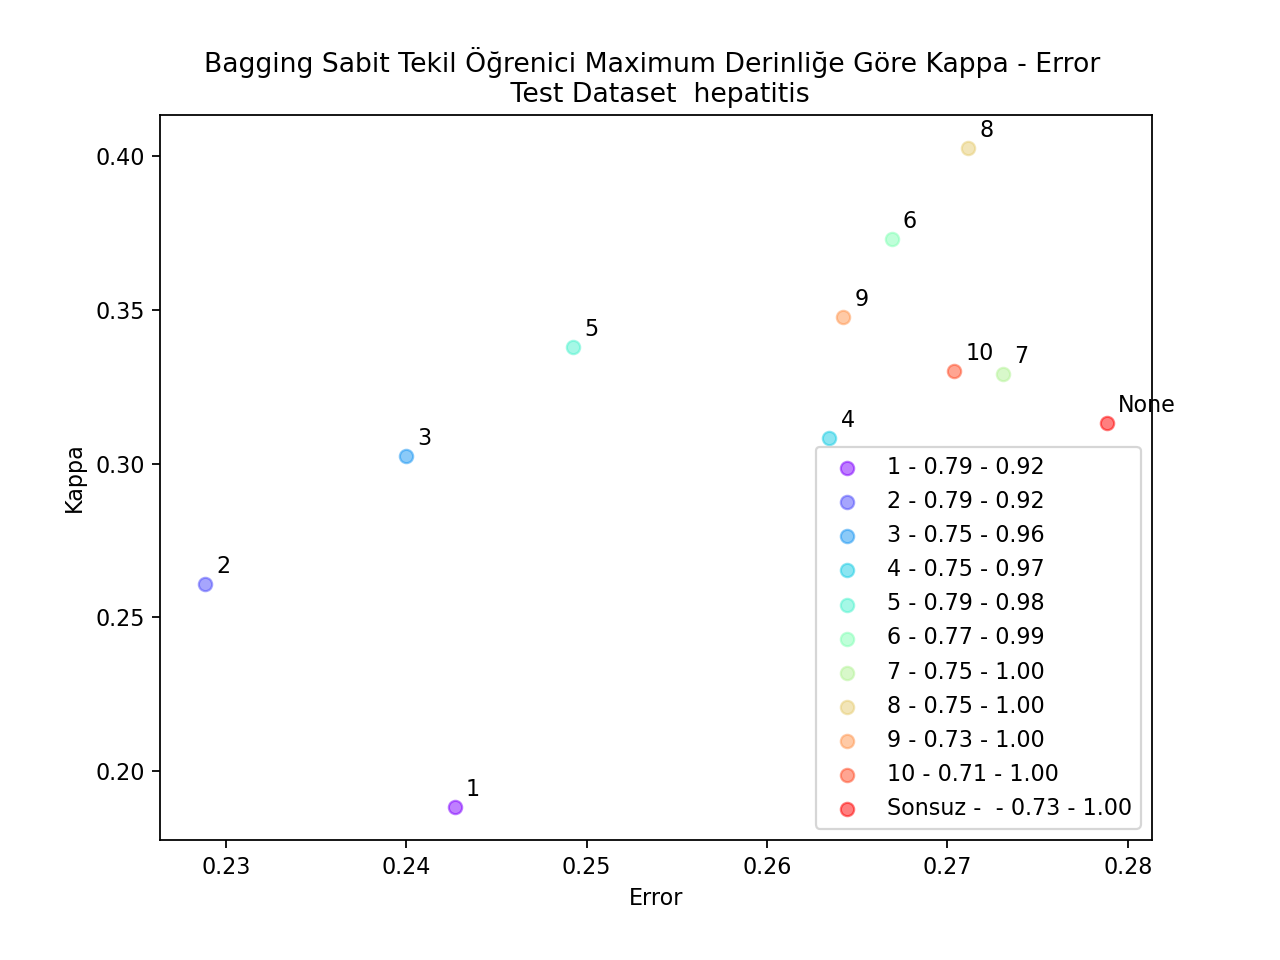 Bagging Sabit Tekil Öğrenici Maximum Derinliğe Göre Kappa - Error
Test Dataset  hepatitis
Kappa
0.40
0.35
0.30
0.25
0.20
8
6
9
5
10
7
None
4
3
2
1
1 - 0.79 - 0.92
2 - 0.79 - 0.92
3 - 0.75 - 0.96
4 - 0.75 - 0.97
5 - 0.79 - 0.98
6 - 0.77 - 0.99
7 - 0.75 - 1.00
8 - 0.75 - 1.00
9 - 0.73 - 1.00
10 - 0.71 - 1.00
Sonsuz -  - 0.73 - 1.00
0.23 0.24 0.25 0.26 0.27 0.28
Error